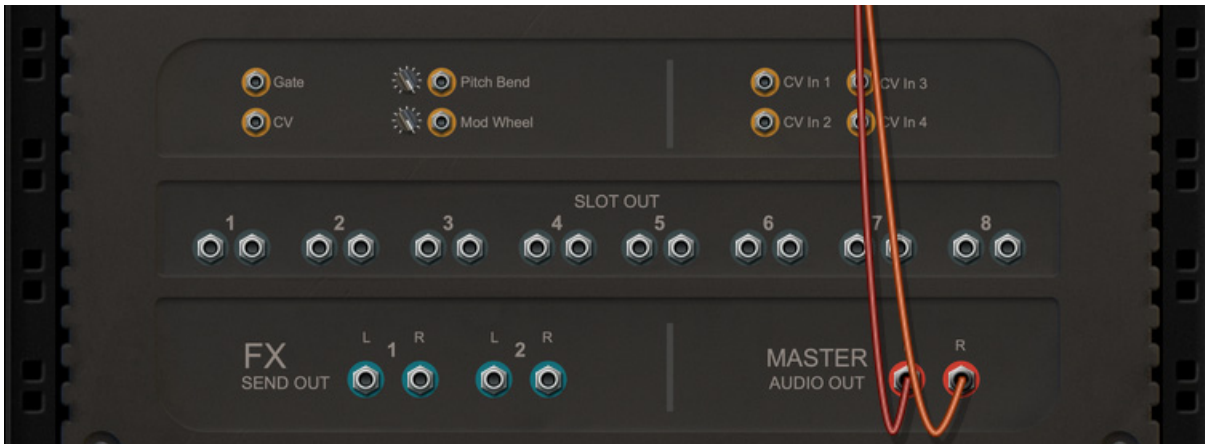 Gate
Pitch Bend
CV In 1
CV In 3
CV
Mod Wheel
CV In 2
CV In 4
SLOT OUT
1 2 3 4 5 6 7 8
L R L R
FX 1 2
SEND OUT
R
MASTER
AUDIO OUT